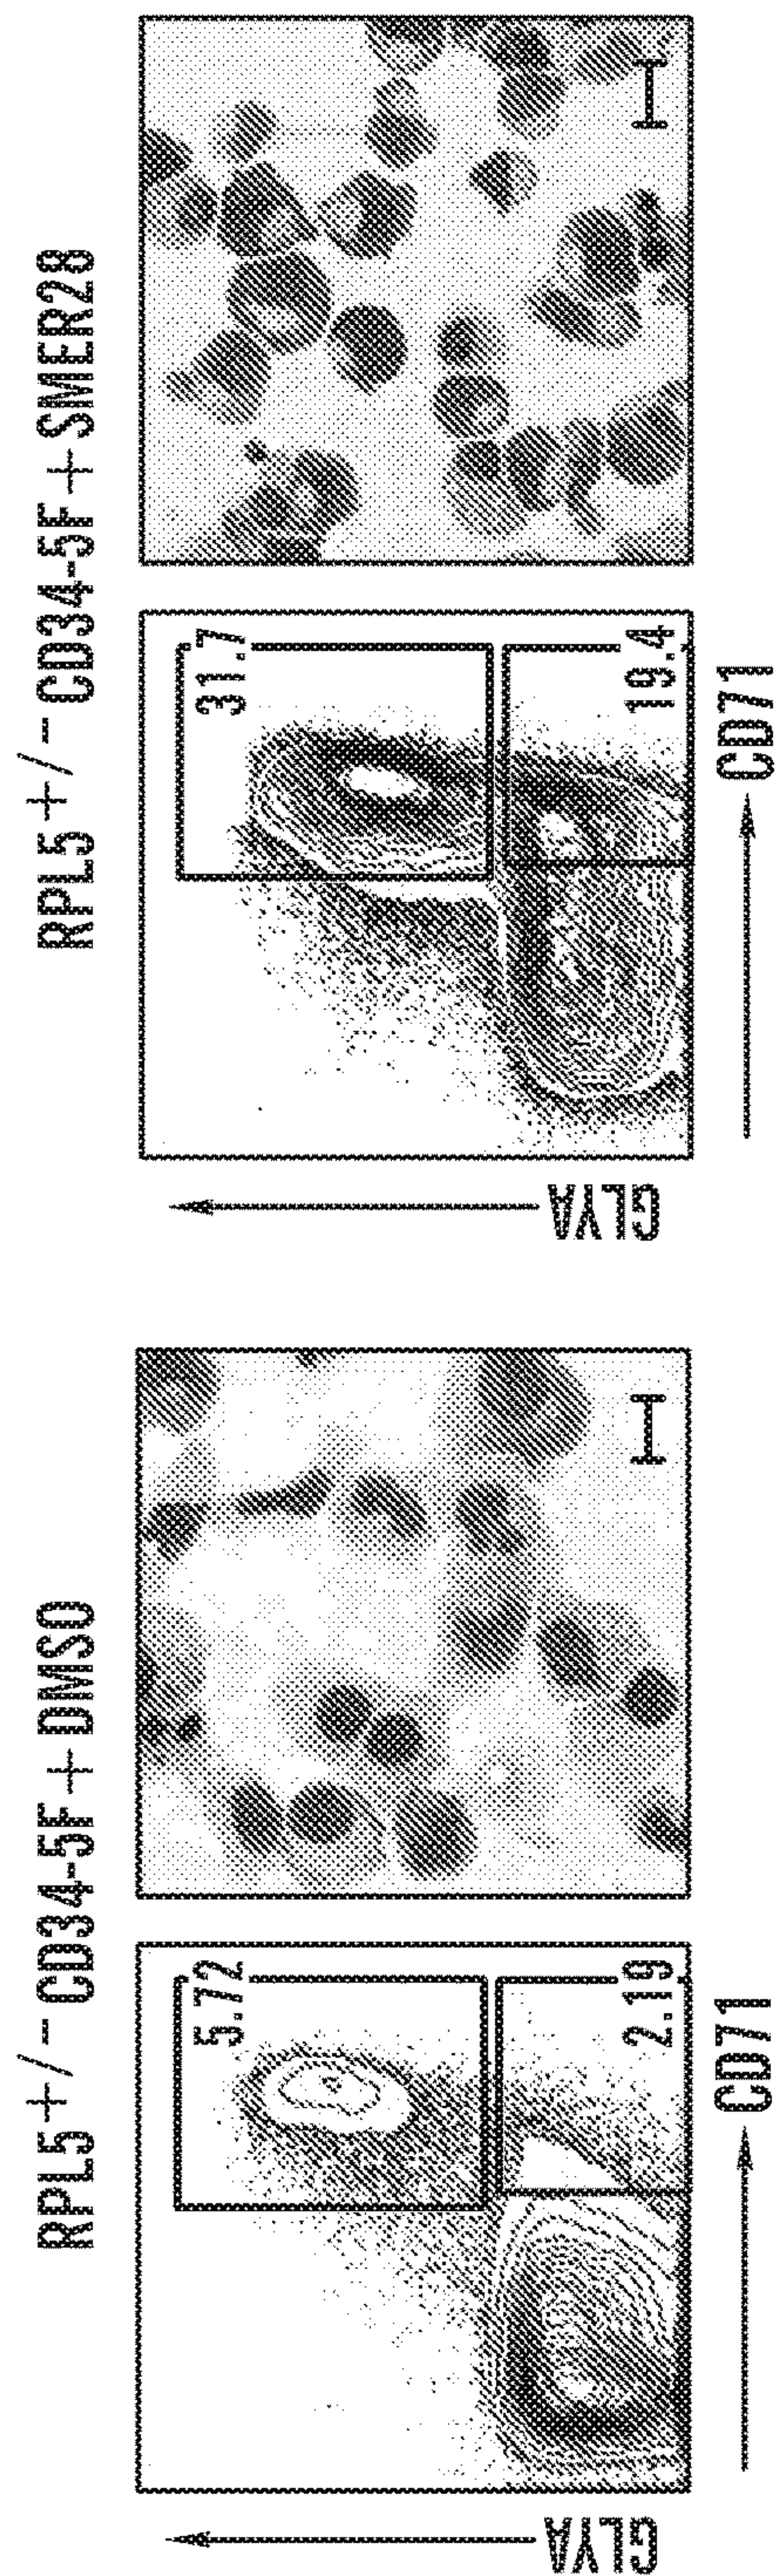 RPL5 +/− CD34-5F + DMSO
GLYA
5.72
2.19
CD71
RPL5 +/− CD34-5F + SMER28
GLYA
31.7
19.4
CD71